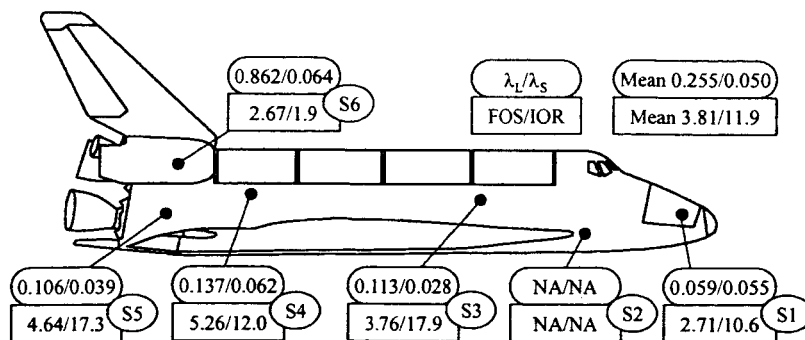 0.862/0.064
2.67/1.9
S6
λL/λS
FOS/IOR
Mean 0.255/0.050
Mean 3.81/11.9
0.106/0.039
4.64/17.3
S5
0.137/0.062
5.26/12.0
S4
0.113/0.028
3.76/17.9
S3
NA/NA
NA/NA
S2
0.059/0.055
2.71/10.6
S1